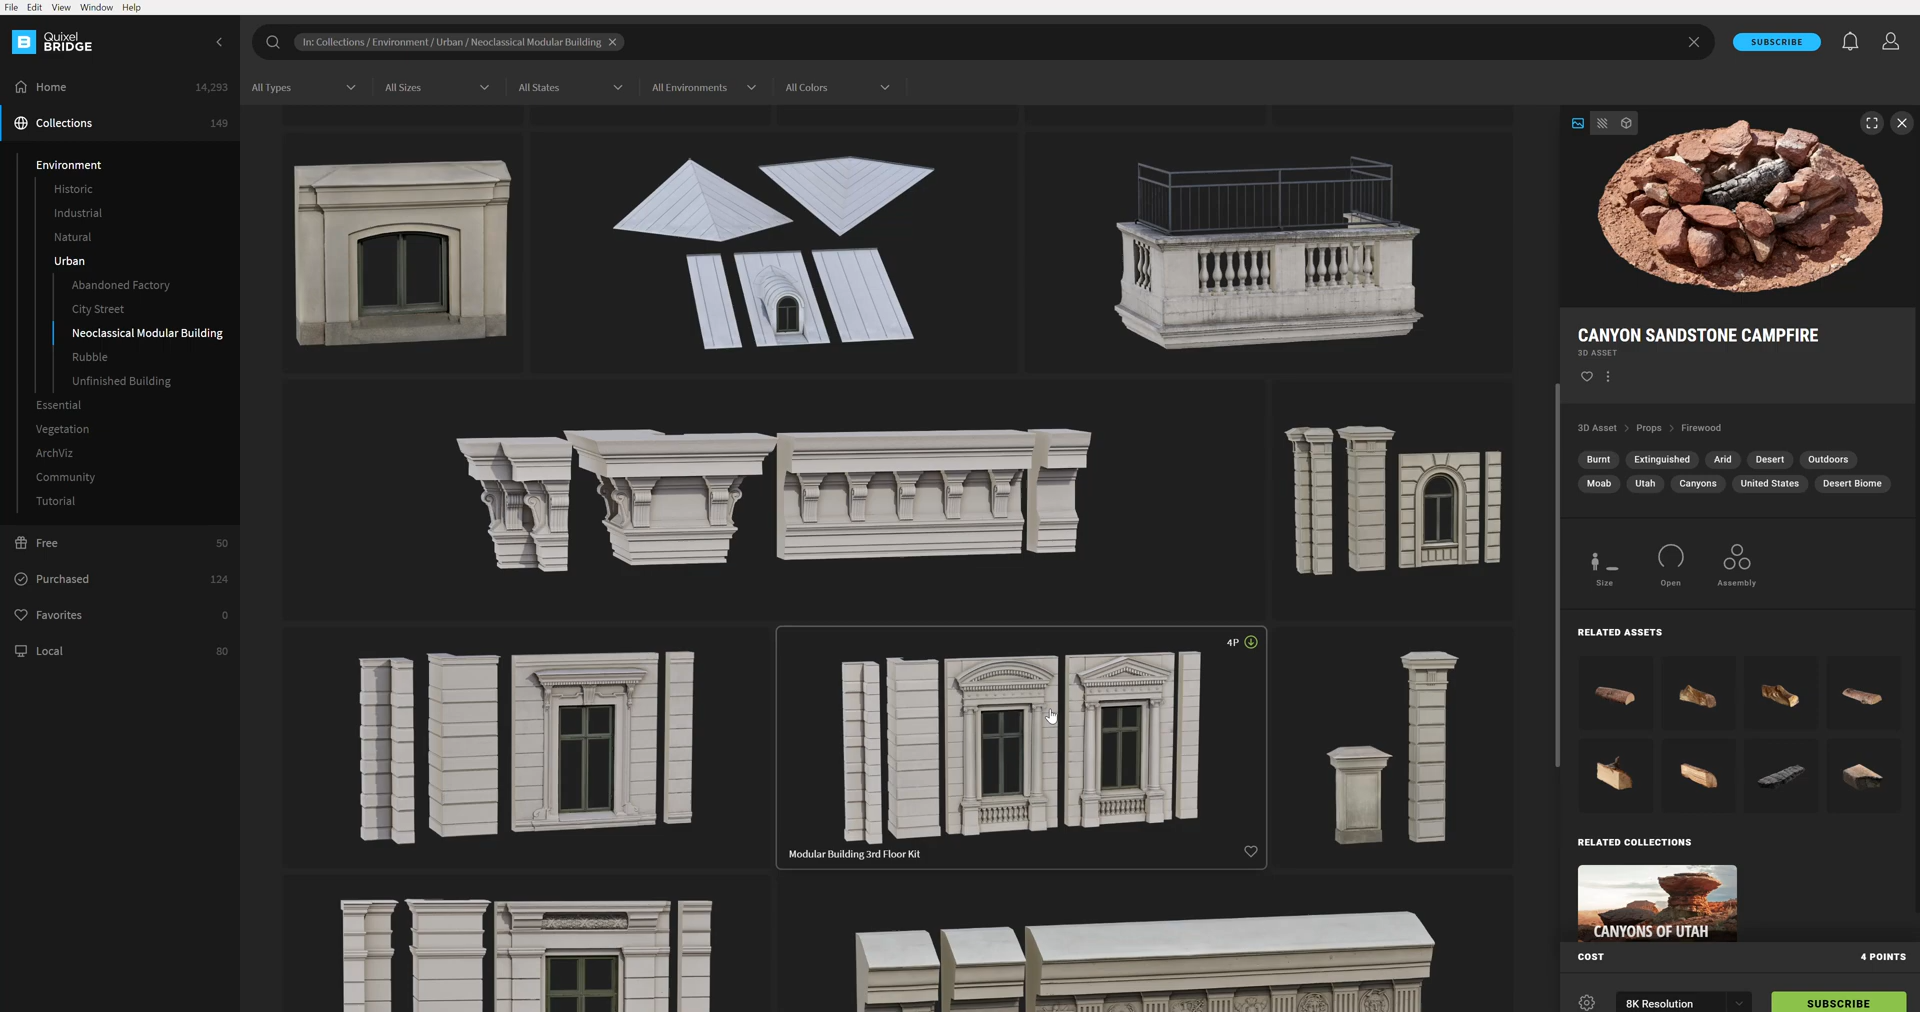 File Edit View Window Help
B Quixel BRIDGE
In: Collections / Environment / Urban / Neoclassical Modular Building
SUBSCRIBE
All Types All Sizes All States All Environments All Colors
Home 14,293
Collections 149
Environment
Historic
Industrial
Natural
Urban
Abandoned Factory
City Street
Neoclassical Modular Building
Rubble
Unfinished Building
Essential
Vegetation
ArchViz
Community
Tutorial
Free 50
Purchased 124
Favorites 0
Local 80
4P
Modular Building 3rd Floor Kit
CANYON SANDSTONE CAMPFIRE
3D ASSET
3D Asset > Props > Firewood
Burnt Extinguished Arid Desert Outdoors
Moab Utah Canyons United States Desert Biome
Size Open Assembly
RELATED ASSETS
RELATED COLLECTIONS
CANYONS OF UTAH
COST 4 POINTS
8K Resolution SUBSCRIBE